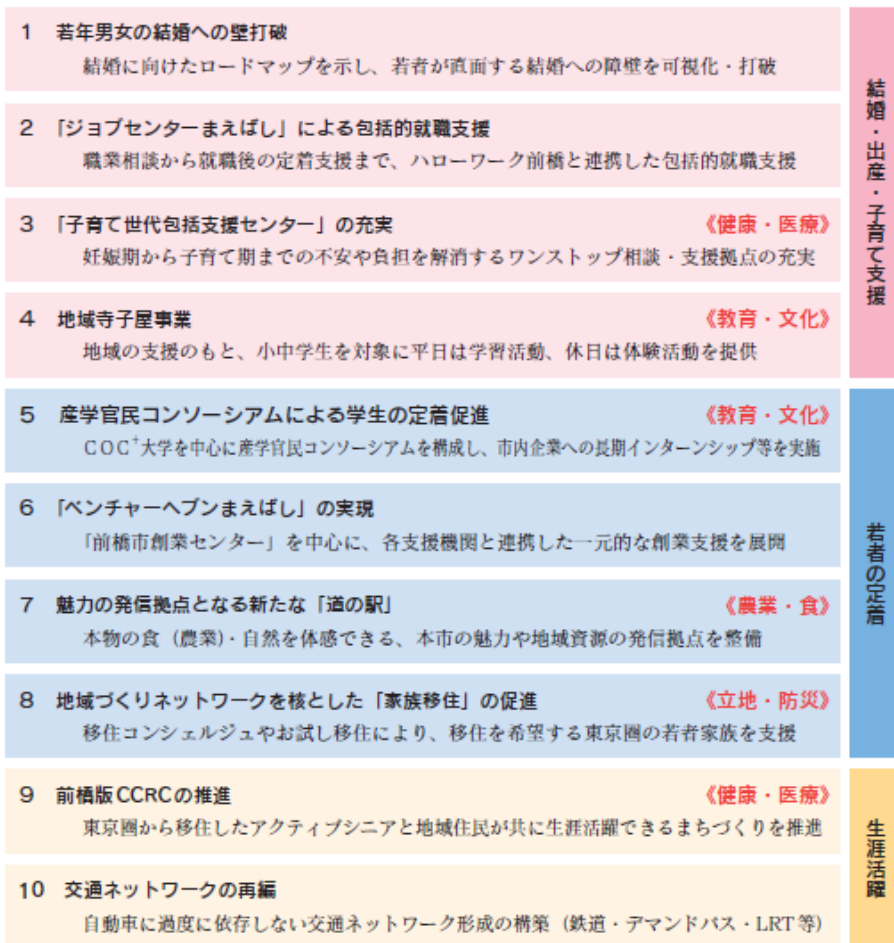 1 若年男女の結婚への壁打破
結婚に向けたロードマップを示し、若者が直面する結婚への障壁を可視化・打破
2 「ジョブセンターまえばし」による包括的就職支援
職業相談から就職後の定着支援まで、ハローワーク前橋と連携した包括的就職支援
3 「子育て世代包括支援センター」の充実 《健康・医療》
妊娠期から子育て期までの不安や負担を解消するワンストップ相談・支援拠点の充実
4 地域寺子屋事業 《教育・文化》
地域の支援のもと、小中学生を対象に平日は学習活動、休日は体験活動を提供
結婚・出産・子育て支援
5 産学官民コンソーシアムによる学生の定着促進 《教育・文化》
COC+大学を中心に産学官民コンソーシアムを構成し、市内企業への長期インターンシップ等を実施
6 「ベンチャーヘブンまえばし」の実現
「前橋市創業センター」を中心に、各支援機関と連携した一元的な創業支援を展開
7 魅力の発信拠点となる新たな「道の駅」 《農業・食》
本物の食（農業）・自然を体感できる、本市の魅力や地域資源の発信拠点を整備
8 地域づくりネットワークを核とした「家族移住」の促進 《立地・防災》
移住コンシェルジュやお試し移住により、移住を希望する東京圏の若者家族を支援
若者の定着
9 前橋版CCRCの推進 《健康・医療》
東京圏から移住したアクティブシニアと地域住民が共に生涯活躍できるまちづくりを推進
10 交通ネットワークの再編
自動車に過度に依存しない交通ネットワーク形成の構築（鉄道・デマンドバス・LRT等）
生涯活躍